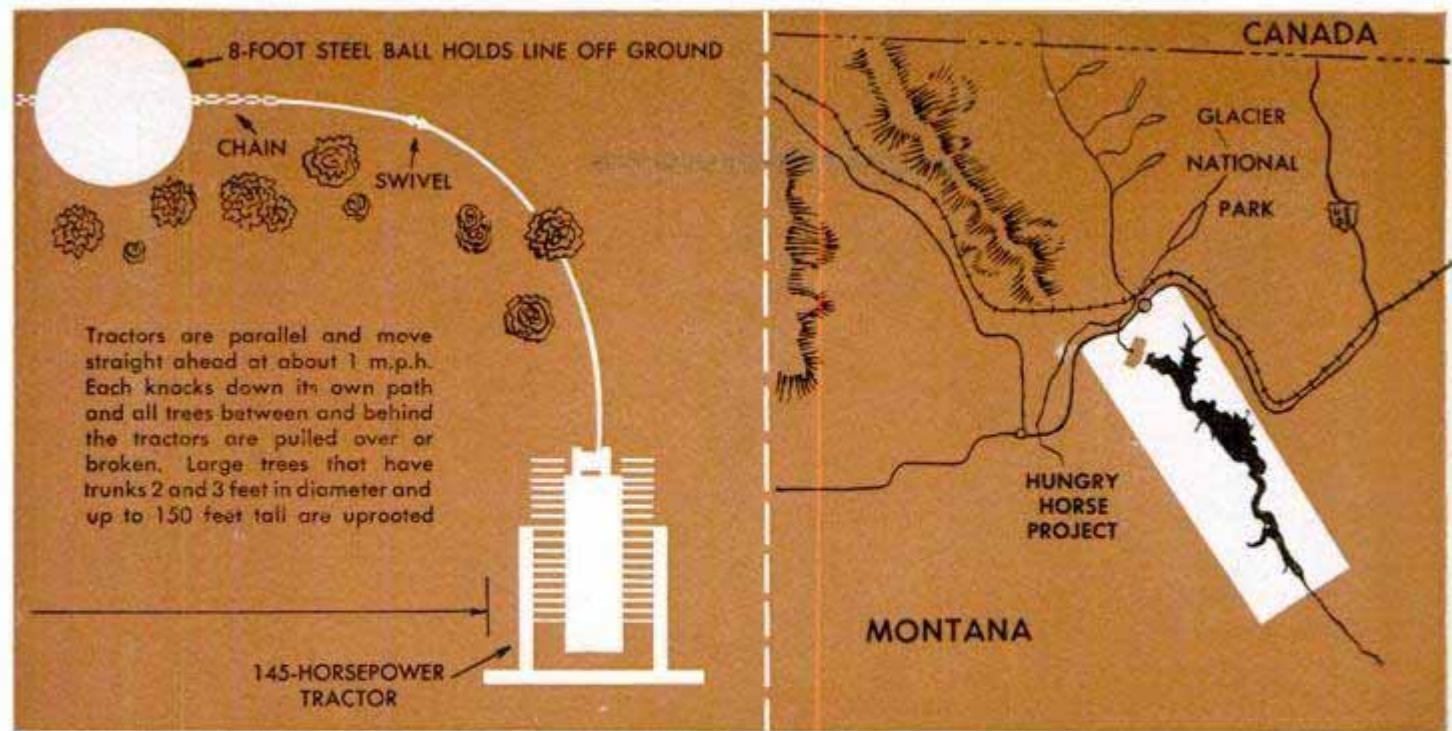 8-FOOT STEEL BALL HOLDS LINE OFF GROUND
CHAIN
SWIVEL
Tractors are parallel and move
straight ahead at about 1 m.p.h.
Each knocks down its own path
and all trees between and behind
the tractors are pulled over or
broken. Large trees that have
trunks 2 and 3 feet in diameter and
up to 150 feet tall are uprooted
145-HORSEPOWER
TRACTOR
CANADA
GLACIER
NATIONAL
PARK
HUNGRY
HORSE
PROJECT
MONTANA